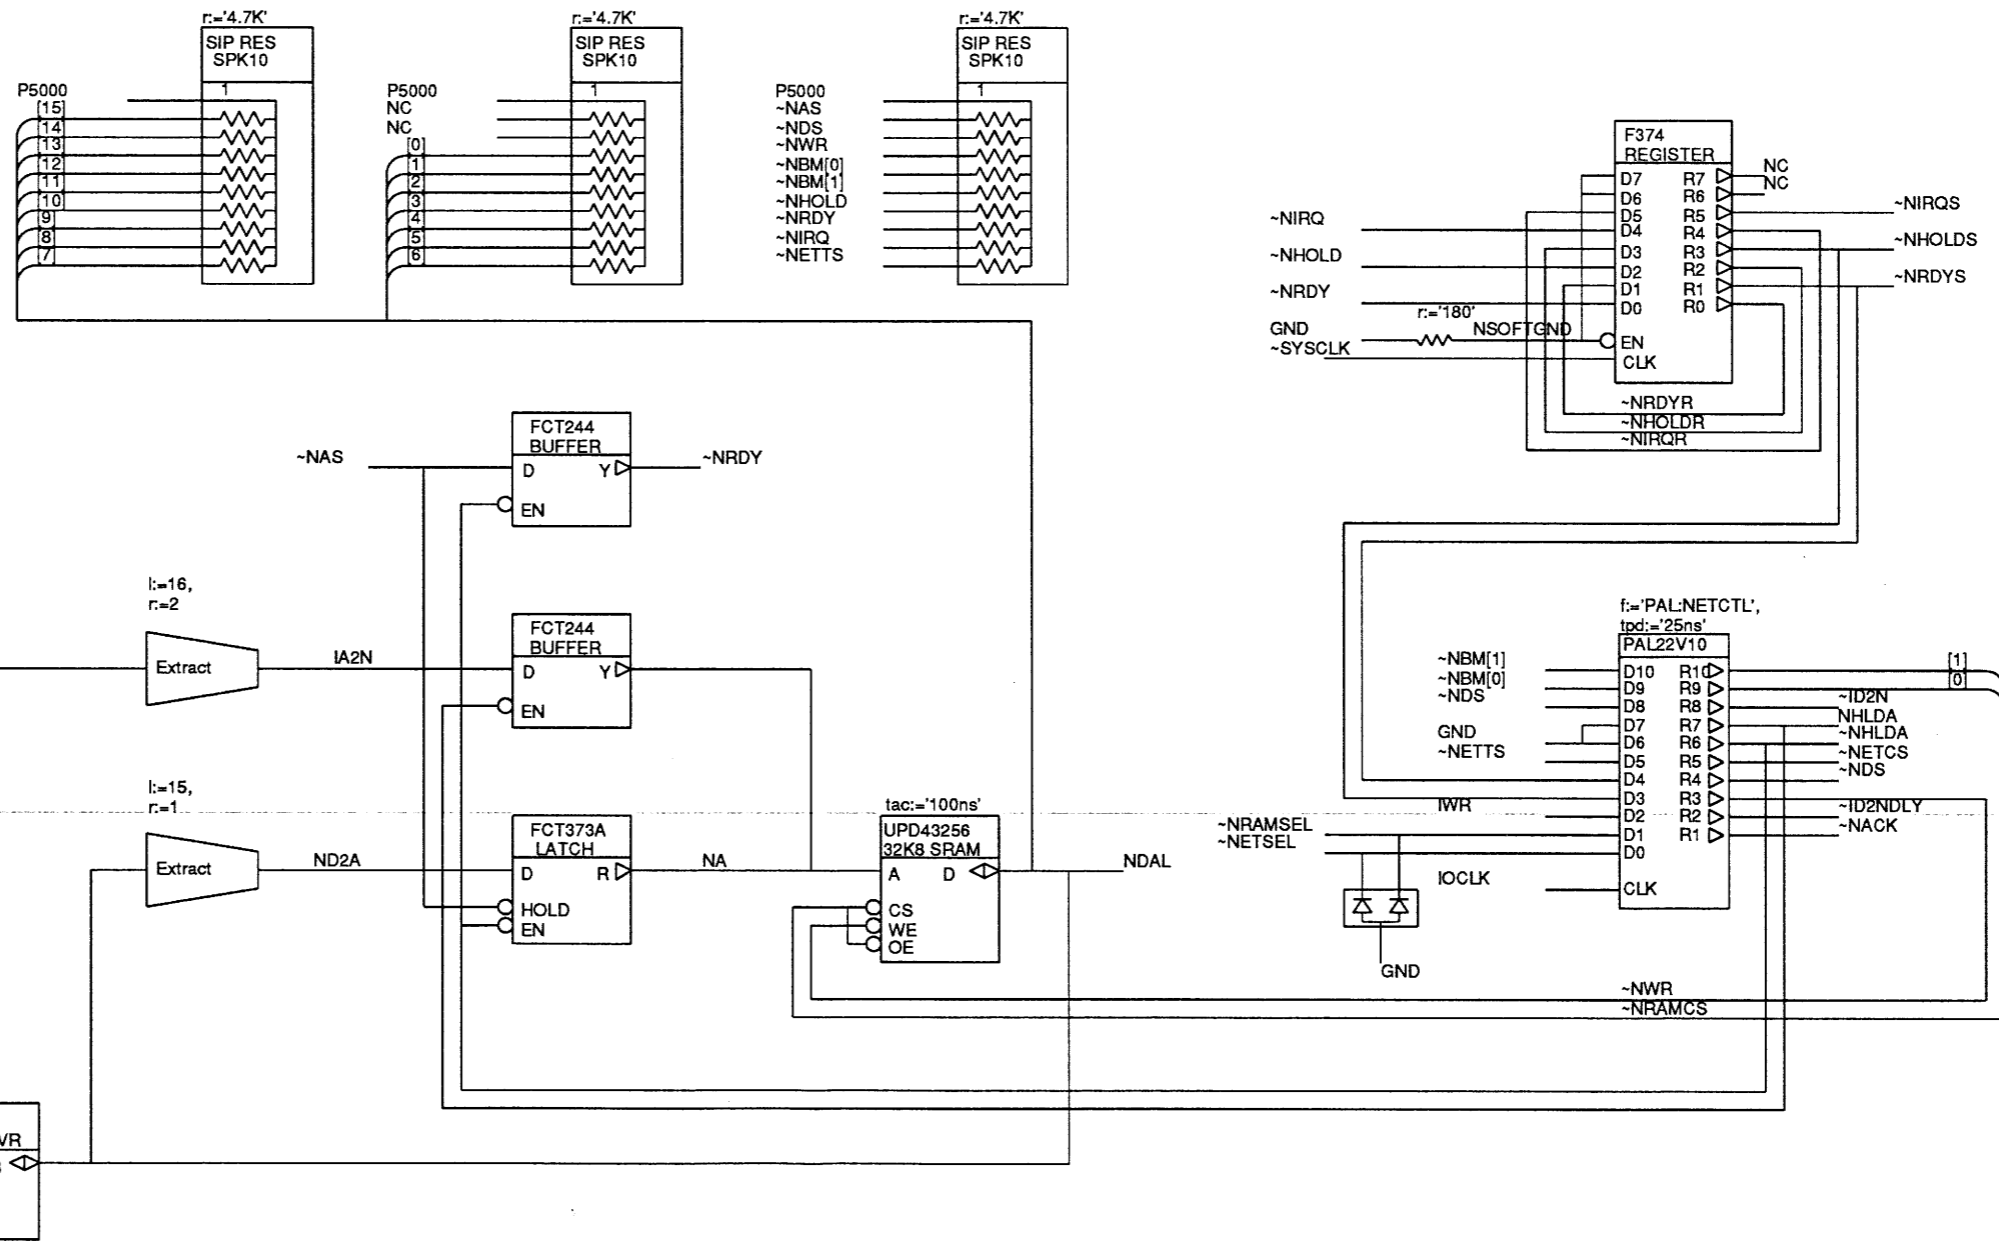 r:='4.7K'
SIP RES
SPK10
1
P5000
[15]
14
13
12
11
10
9
8
7
r:='4.7K'
SIP RES
SPK10
1
P5000
NC
NC
[0]
1
2
3
4
5
6
r:='4.7K'
SIP RES
SPK10
1
P5000
~NAS
~NDS
~NWR
~NBM[0]
~NBM[1]
~NHOLD
~NRDY
~NIRQ
~NETTS
F374
REGISTER
D7 R7 NC
D6 R6 NC
D5 R5 ~NIRQS
~NIRQ D4 R4
D3 R3 ~NHOLDS
~NHOLD D2 R2
D1 R1 ~NRDYS
~NRDY D0 R0
r:='180'
GND NSOFTGND EN
~SYSCLK CLK
~NRDYR
~NHOLDR
~NIRQR
FCT244
BUFFER
~NAS D Y ~NRDY
EN
l:=16,
r:=2
Extract IA2N
FCT244
BUFFER
D Y
EN
l:=15,
r:=1
Extract ND2A
FCT373A
LATCH
D R NA
HOLD
EN
tac:='100ns'
UPD43256
32K8 SRAM
A D NDAL
CS
WE
OE
f:='PAL:NETCTL',
tpd:='25ns'
PAL22V10
~NBM[1] D10 R10 [1]
~NBM[0] D9 R9 0]
~NDS D8 R8 ~ID2N
D7 R7 NHLDA
GND D6 R6 ~NHLDA
~NETTS D5 R5 ~NETCS
D4 R4 ~NDS
D3 R3
IWR D2 R2 ~ID2NDLY
~NRAMSEL D1 R1 ~NACK
~NETSEL D0
IOCLK CLK
GND
~NWR
~NRAMCS
VR